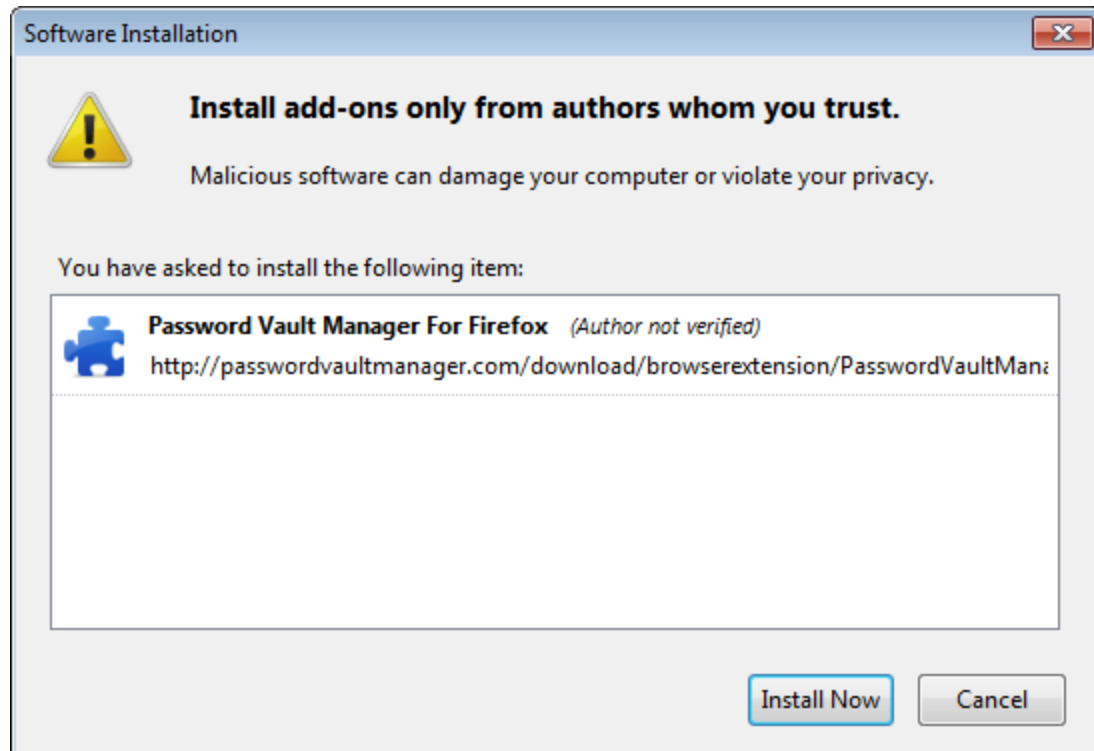 Software Installation
Install add-ons only from authors whom you trust.
Malicious software can damage your computer or violate your privacy.
You have asked to install the following item:
Password Vault Manager For Firefox (Author not verified)
http://passwordvaultmanager.com/download/browserextension/PasswordVaultMana
Install Now Cancel